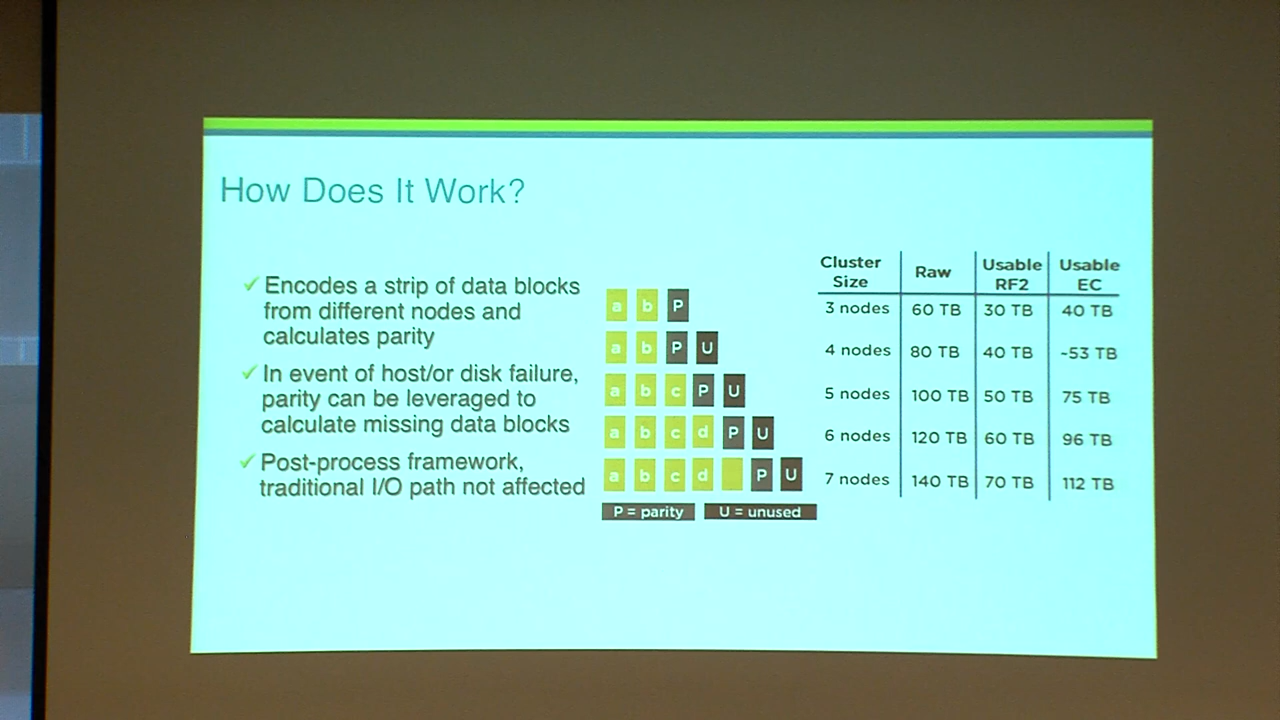 How Does It Work?
✓ Encodes a strip of data blocks
from different nodes and
calculates parity
✓ In event of host/or disk failure,
parity can be leveraged to
calculate missing data blocks
✓ Post-process framework,
traditional I/O path not affected
a b P
a b P U
a b c P U
a b c d P U
a b c d P U
P = parity U = unused
Cluster Size Raw Usable RF2 Usable EC
3 nodes 60 TB 30 TB 40 TB
4 nodes 80 TB 40 TB -53 TB
5 nodes 100 TB 50 TB 75 TB
6 nodes 120 TB 60 TB 96 TB
7 nodes 140 TB 70 TB 112 TB